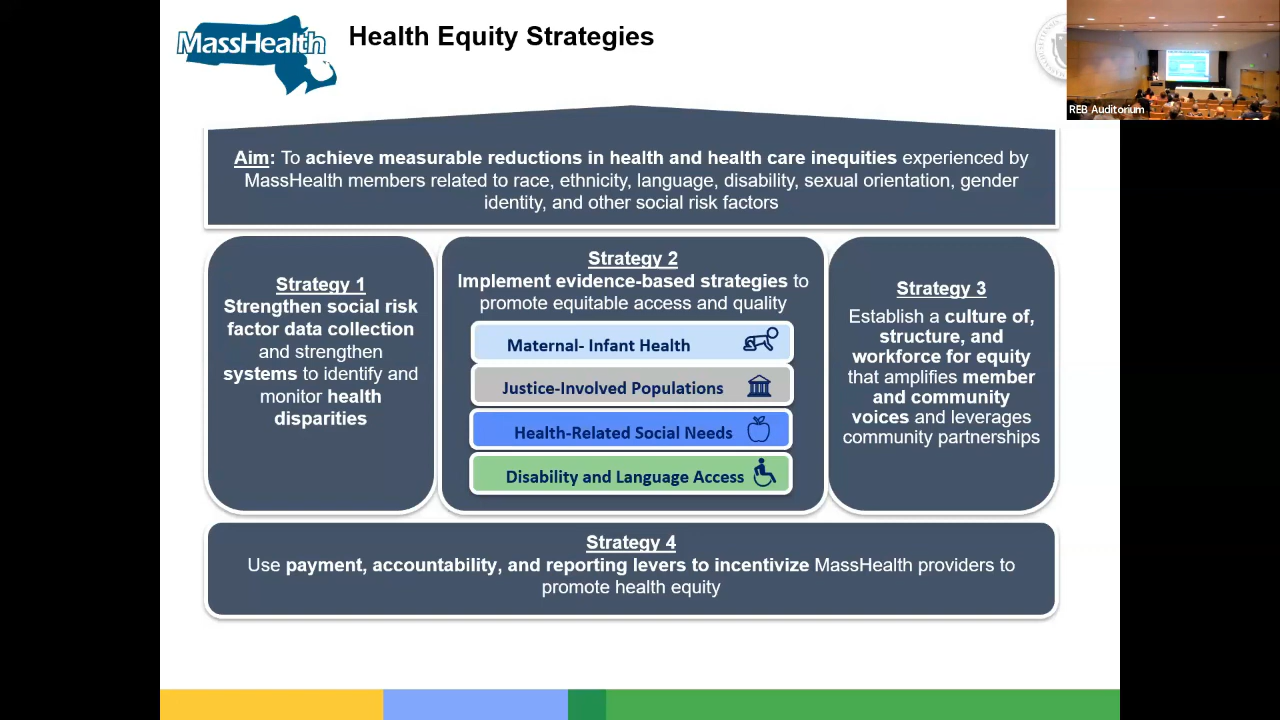 MassHealth
Health Equity Strategies
REB Auditorium
Aim: To achieve measurable reductions in health and health care inequities experienced by
MassHealth members related to race, ethnicity, language, disability, sexual orientation, gender
identity, and other social risk factors
Strategy 1
Strengthen social risk
factor data collection
and strengthen
systems to identify and
monitor health
disparities
Strategy 2
Implement evidence-based strategies to
promote equitable access and quality
Maternal- Infant Health
Justice-Involved Populations
Health-Related Social Needs
Disability and Language Access
Strategy 3
Establish a culture of,
structure, and
workforce for equity
that amplifies member
and community
voices and leverages
community partnerships
Strategy 4
Use payment, accountability, and reporting levers to incentivize MassHealth providers to
promote health equity